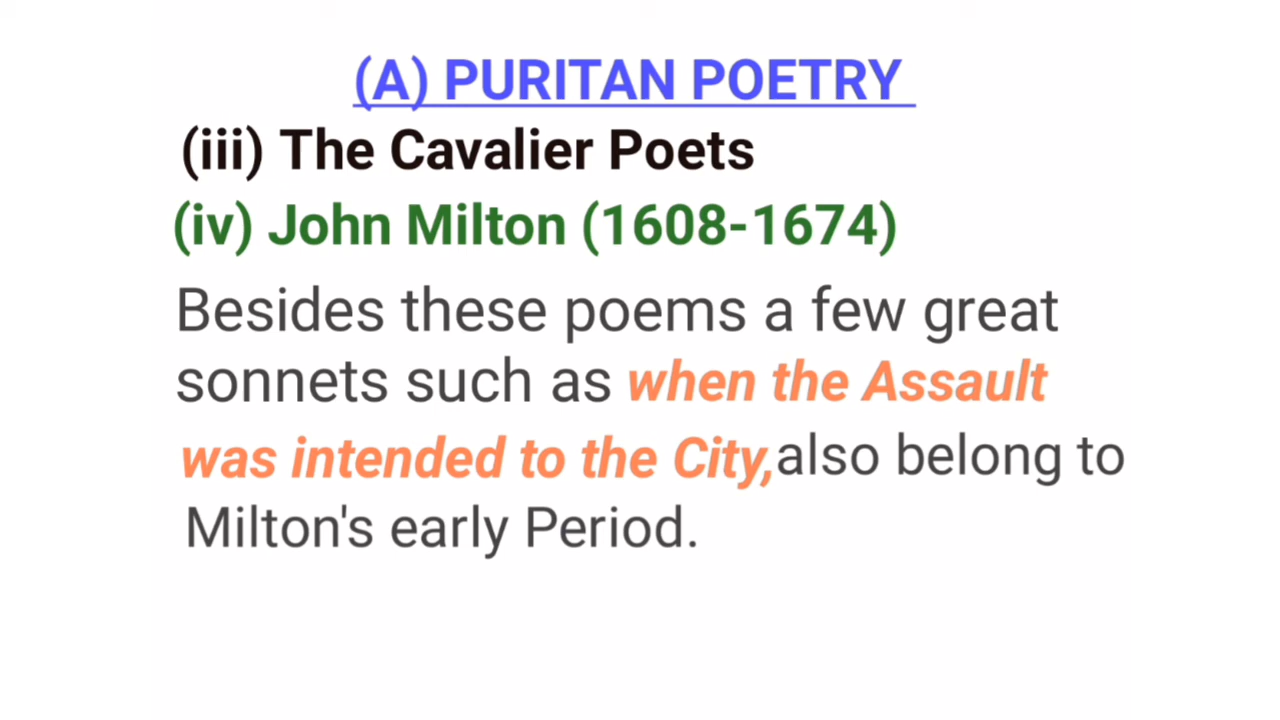 (A) PURITAN POETRY
(iii) The Cavalier Poets
(iv) John Milton (1608-1674)
Besides these poems a few great
sonnets such as when the Assault
was intended to the City,also belong to
Milton's early Period.